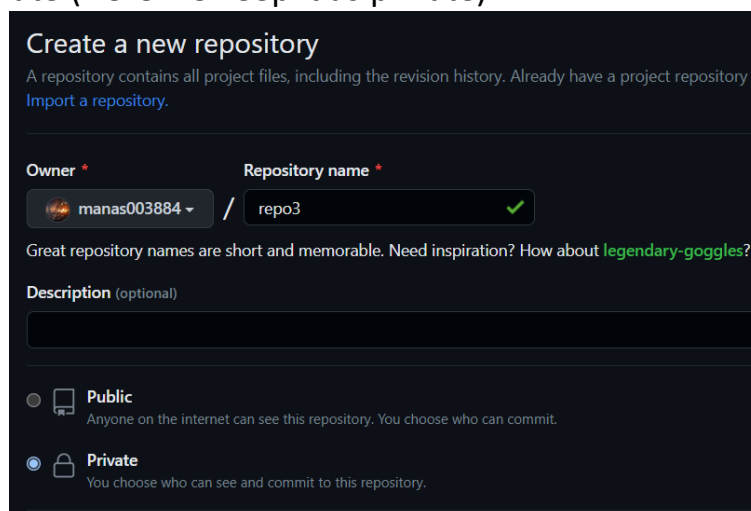 Create a new repository
A repository contains all project files, including the revision history. Already have a project repository
Import a repository.
Owner *
Repository name *
manas003884
/
repo3
Great repository names are short and memorable. Need inspiration? How about legendary-goggles?
Description (optional)
Public
Anyone on the internet can see this repository. You choose who can commit.
Private
You choose who can see and commit to this repository.